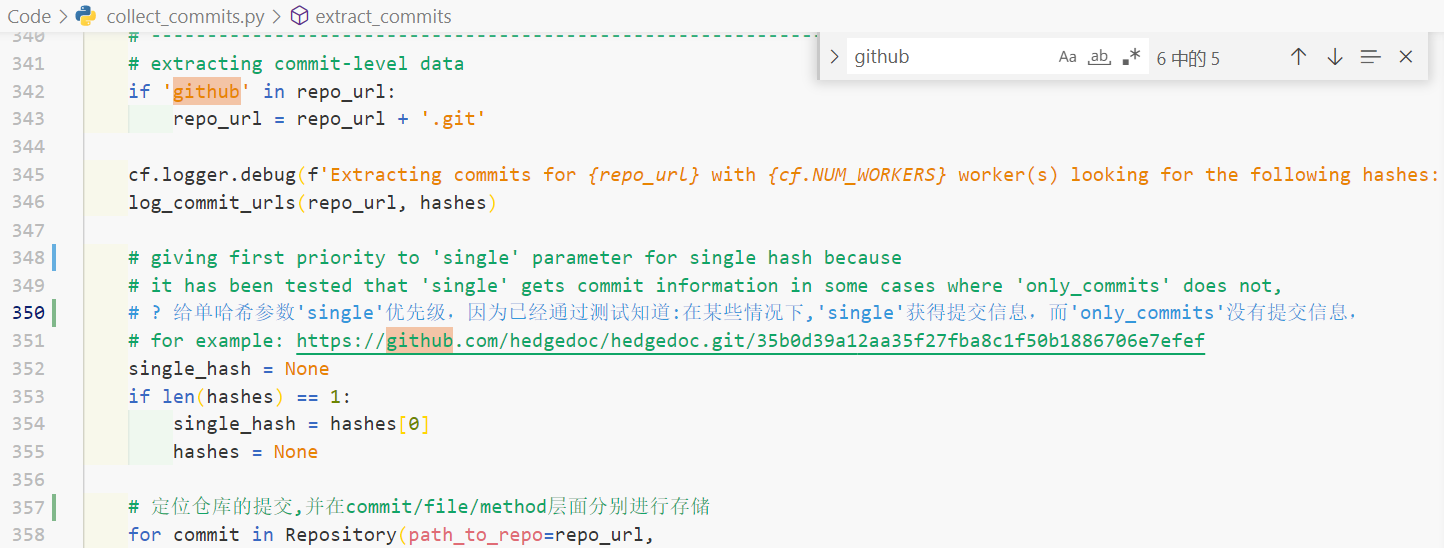 Code > collect_commits.py > extract_commits
github Aa ab .* 6 中的 5
340 # ------------------------------------------------------------
341 # extracting commit-level data
342 if 'github' in repo_url:
343 repo_url = repo_url + '.git'
344
345 cf.logger.debug(f'Extracting commits for {repo_url} with {cf.NUM_WORKERS} worker(s) looking for the following hashes:
346 log_commit_urls(repo_url, hashes)
347
348 # giving first priority to 'single' parameter for single hash because
349 # it has been tested that 'single' gets commit information in some cases where 'only_commits' does not,
350 # ? 给单哈希参数'single'优先级，因为已经通过测试知道:在某些情况下,'single'获得提交信息，而'only_commits'没有提交信息，
351 # for example: https://github.com/hedgedoc/hedgedoc.git/35b0d39a12aa35f27fba8c1f50b1886706e7efef
352 single_hash = None
353 if len(hashes) == 1:
354 single_hash = hashes[0]
355 hashes = None
356
357 # 定位仓库的提交,并在commit/file/method层面分别进行存储
358 for commit in Repository(path_to_repo=repo_url,